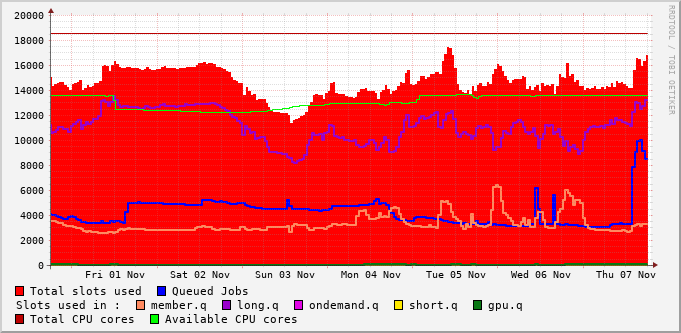 20000
18000
16000
14000
12000
10000
8000
6000
4000
2000
0
Fri 01 Nov Sat 02 Nov Sun 03 Nov Mon 04 Nov Tue 05 Nov Wed 06 Nov Thu 07 Nov
RRDTOOL / TOBI OETIKER
Total slots used Queued Jobs
Slots used in : member.q long.q ondemand.q short.q gpu.q
Total CPU cores Available CPU cores